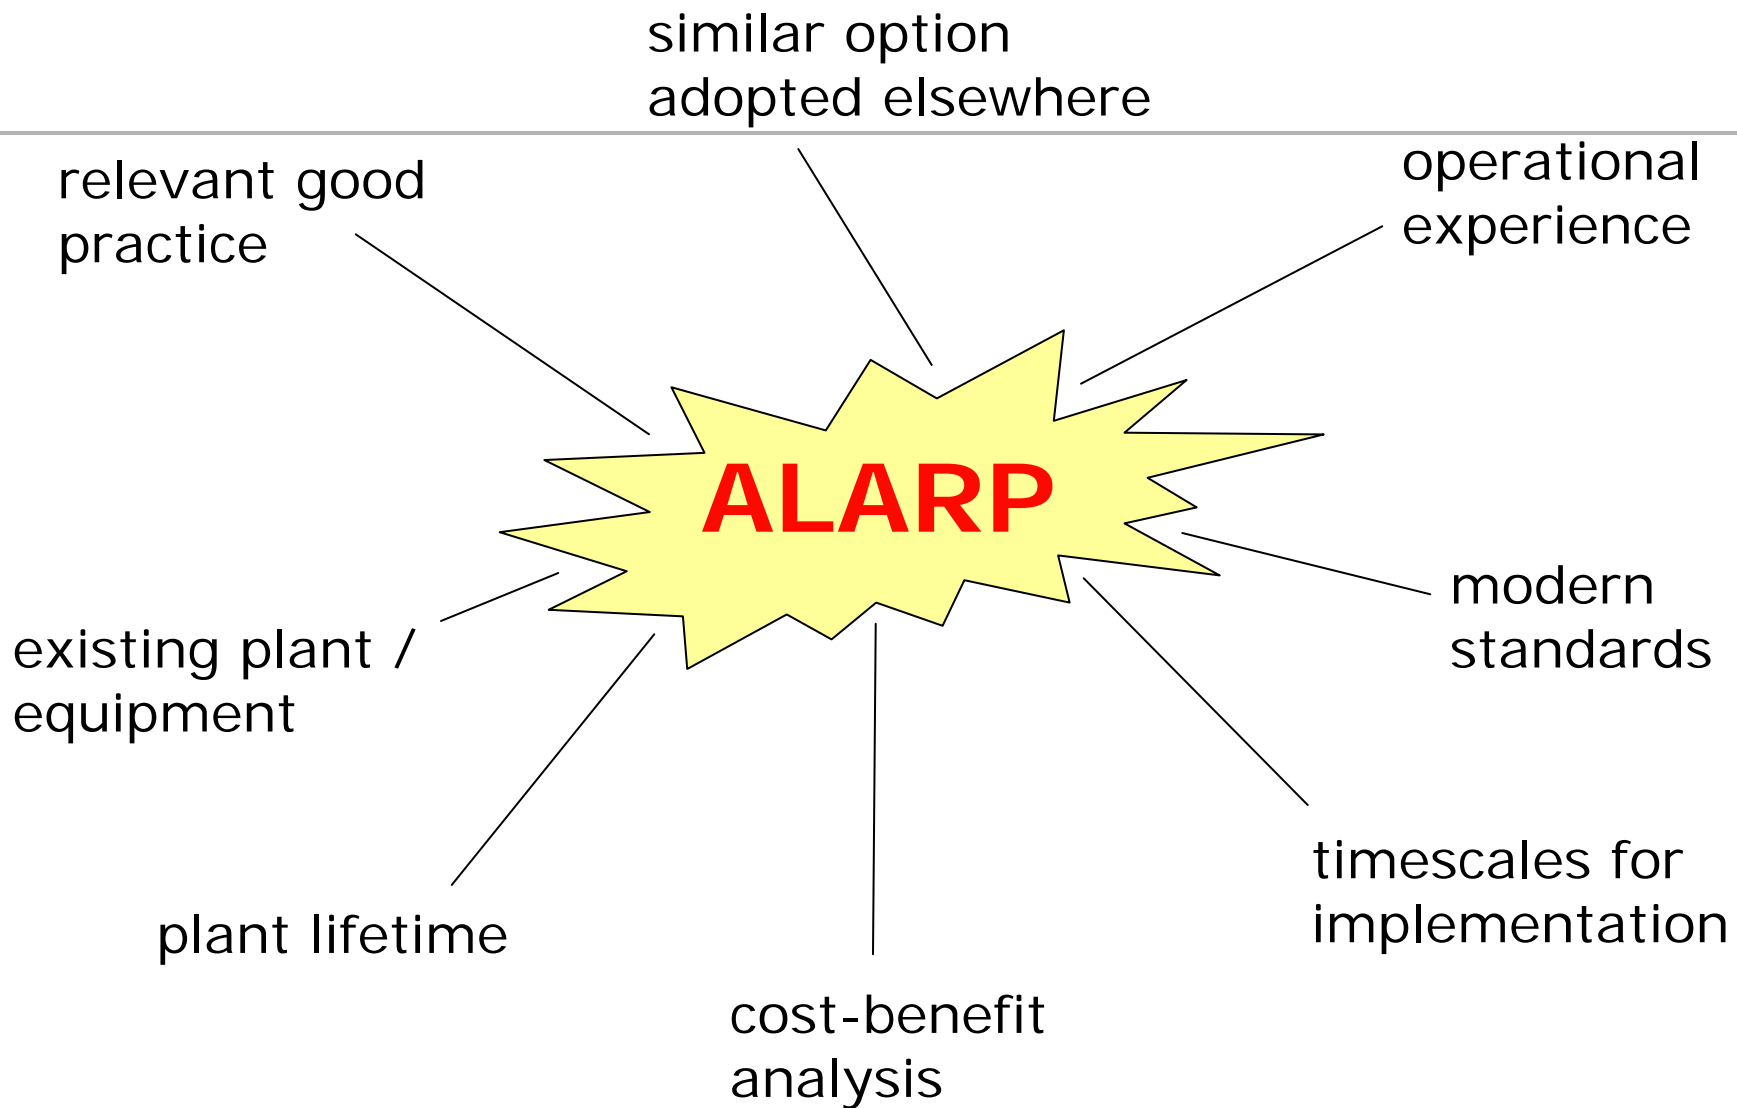 similar option
adopted elsewhere
relevant good
practice
operational
experience
ALARP
modern
standards
existing plant /
equipment
timescales for
implementation
plant lifetime
cost-benefit
analysis